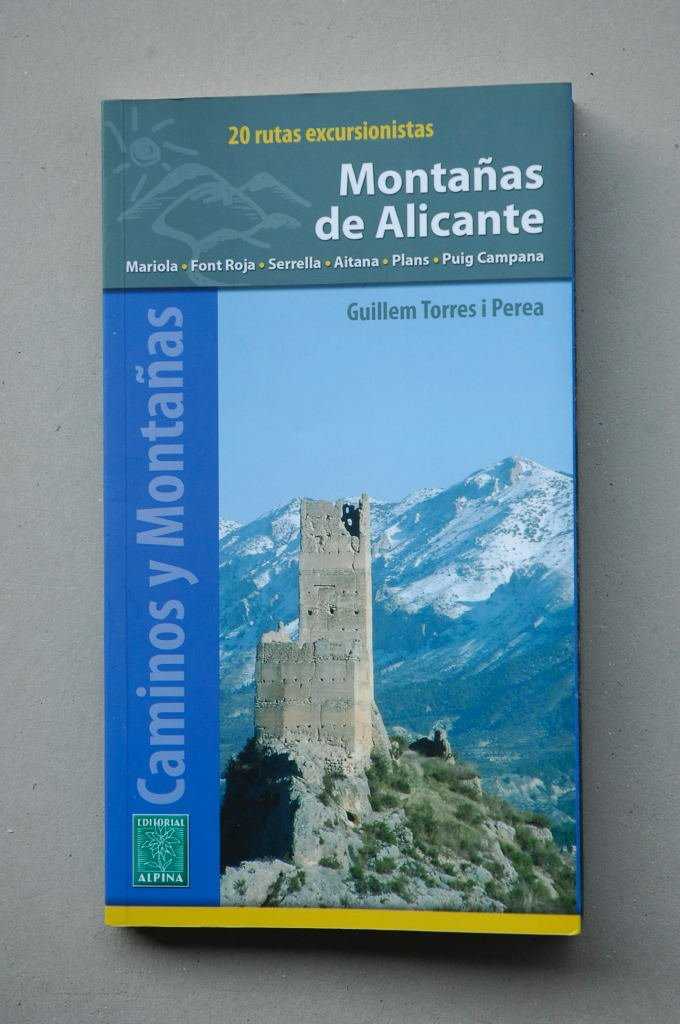 20 rutas excursionistas
Montañas
de Alicante
Mariola • Font Roja • Serrella • Aitana • Plans • Puig Campana
Guillem Torres i Perea
Caminos y Montañas
EDITORIAL
ALPINA